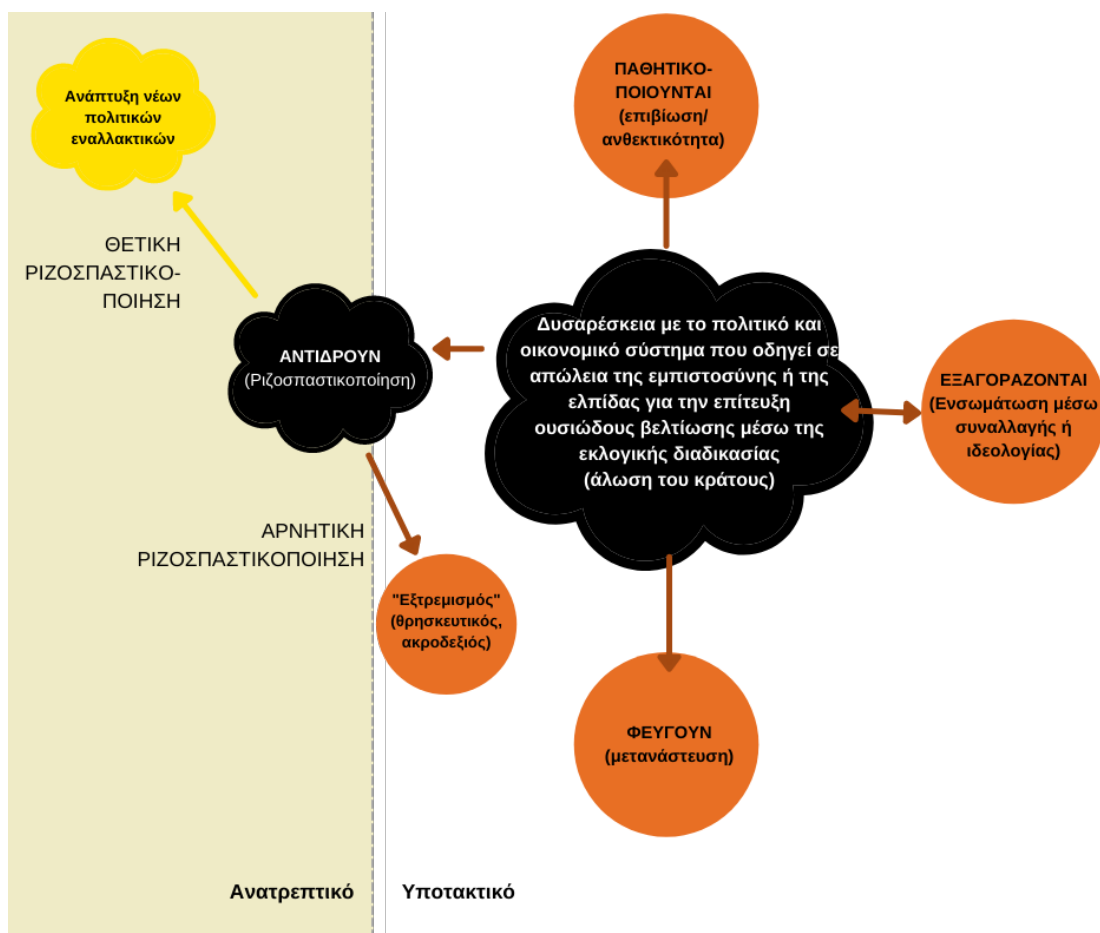 Ανάπτυξη νέων
πολιτικών
εναλλακτικών
ΘΕΤΙΚΗ
ΡΙΖΟΣΠΑΣΤΙΚΟ-
ΠΟΙΗΣΗ
ΑΝΤΙΔΡΟΥΝ
(Ριζοσπαστικοποίηση)
ΑΡΝΗΤΙΚΗ
ΡΙΖΟΣΠΑΣΤΙΚΟΠΟΙΗΣΗ
"Εξτρεμισμός"
(θρησκευτικός,
ακροδεξιός)
ΠΑΘΗΤΙΚΟ-
ΠΟΙΟΥΝΤΑΙ
(επιβίωση/
ανθεκτικότητα)
Δυσαρέσκεια με το πολιτικό και
οικονομικό σύστημα που οδηγεί σε
απώλεια της εμπιστοσύνης ή της
ελπίδας για την επίτευξη
ουσιώδους βελτίωσης μέσω της
εκλογικής διαδικασίας
(άλωση του κράτους)
ΕΞΑΓΟΡΑΖΟΝΤΑΙ
(Ενσωμάτωση μέσω
συναλλαγής ή
ιδεολογίας)
ΦΕΥΓΟΥΝ
(μετανάστευση)
Ανατρεπτικό
Υποτακτικό